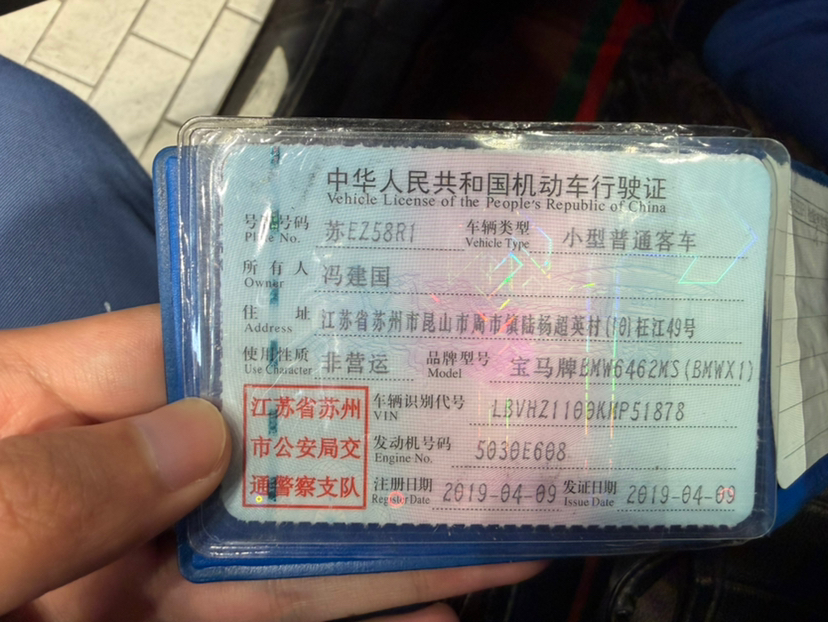 中华人民共和国机动车行驶证
Vehicle License of the People's Republic of China
号牌号码 苏EZ58R1 车辆类型 小型普通客车
Plate No. Vehicle Type
所有人 冯建国
Owner
住址 江苏省苏州市昆山市周市镇陆杨超英村(10)枉江49号
Address
使用性质 非营运 品牌型号 宝马牌BMW6462MS(BMWX1)
Use Character Model
江苏省苏州 车辆识别代号 LBVHZ1100KMP51878
VIN
市公安局交 发动机号码 5030E608
Engine No.
通警察支队 注册日期 2019-04-09 发证日期 2019-04-09
Register Date Issue Date